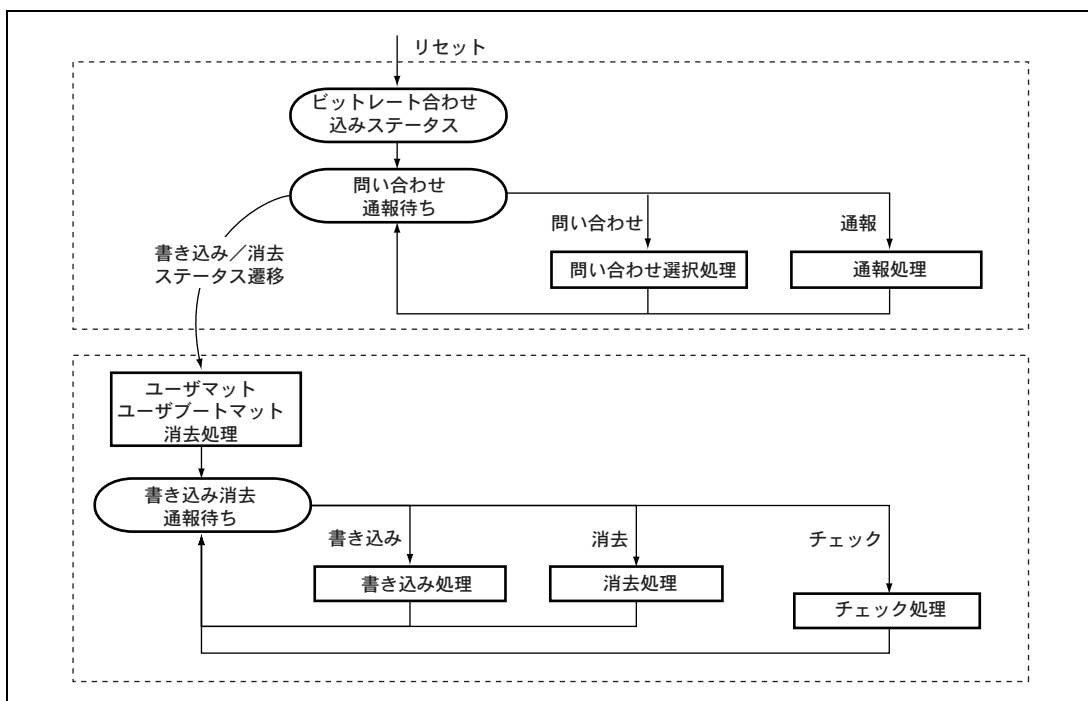 リセット
ビットレート合わせ
込みステータス
問い合わせ
通報待ち
問い合わせ
通報
書き込み／消去
ステータス遷移
問い合わせ選択処理
通報処理
ユーザマット
ユーザブートマット
消去処理
書き込み消去
通報待ち
書き込み
消去
チェック
書き込み処理
消去処理
チェック処理